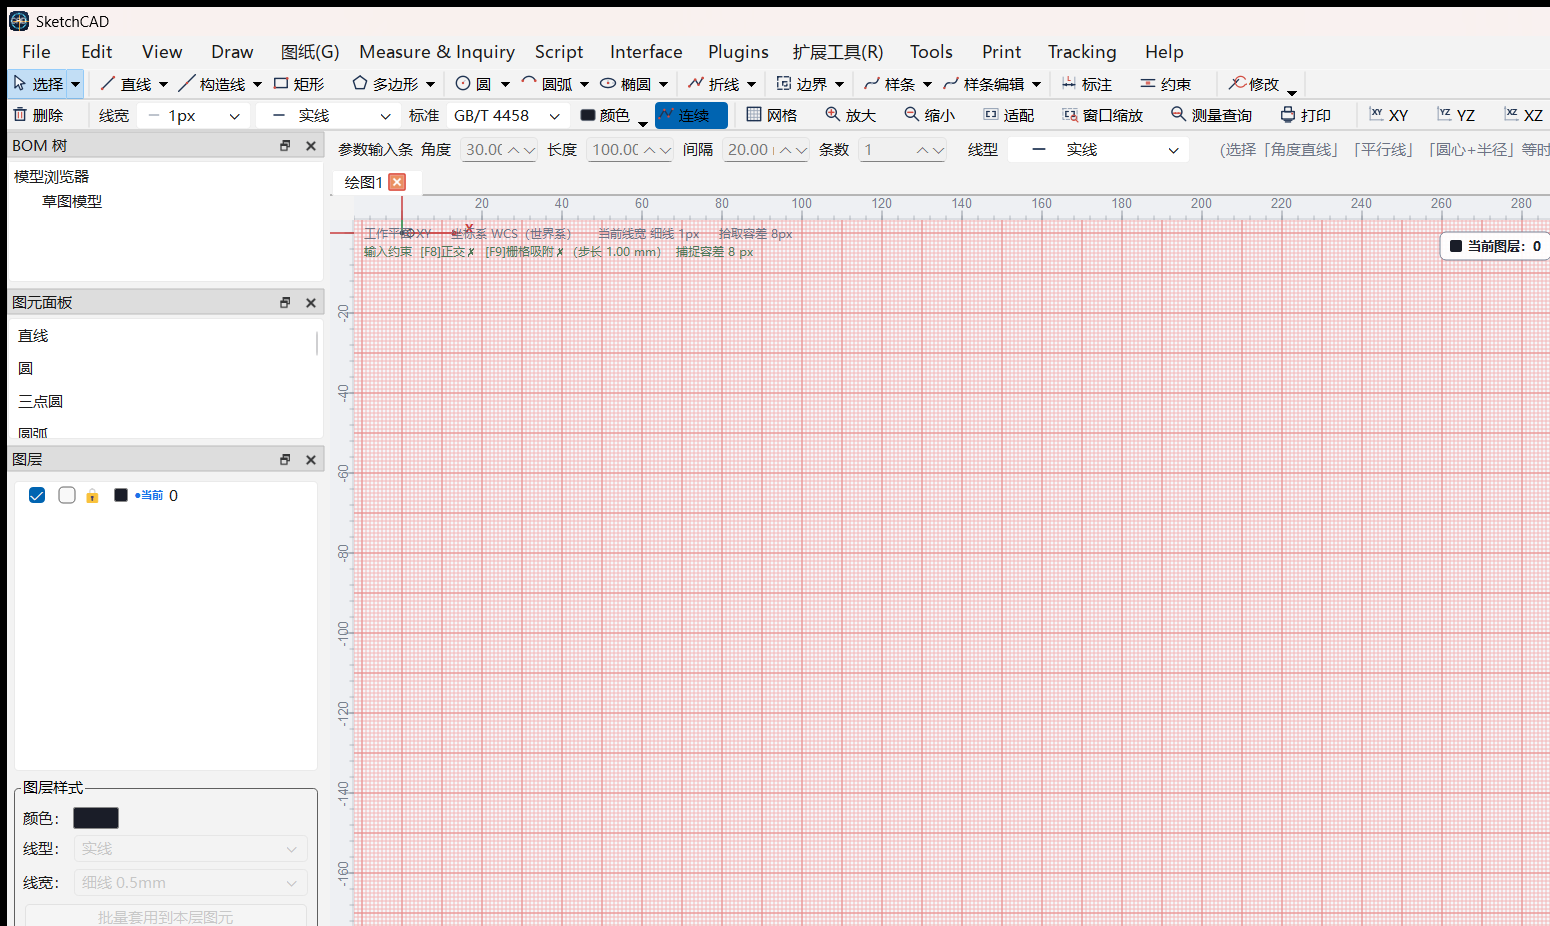 SketchCAD
File Edit View Draw 图纸(G) Measure & Inquiry Script Interface Plugins 扩展工具(R) Tools Print Tracking Help
选择 直线 构造线 矩形 多边形 圆 圆弧 椭圆 折线 边界 样条 样条编辑 标注 约束 修改
删除 线宽 1px 实线 标准 GB/T 4458 颜色 连续 网格 放大 缩小 适配 窗口缩放 测量查询 打印 XY XY YZ YZ XZ XZ
BOM 树
参数输入条 角度 30.00 长度 100.00 间隔 20.00 条数 1 线型 实线 (选择「角度直线」「平行线」「圆心+半径」等时
模型浏览器
草图模型
绘图1
20 40 60 80 100 120 140 160 180 200 220 240 260 280
工作平面 XY 坐标系 WCS（世界系） 当前线宽 细线 1px 拾取容差 8px
X
输入约束 [F8]正交✗ [F9]栅格吸附✗ (步长 1.00 mm) 捕捉容差 8 px
当前图层: 0
-20
-40
-60
-80
-100
-120
-140
-160
图元面板
直线
圆
三点圆
圆弧
图层
•当前 0
图层样式
颜色:
线型: 实线
线宽: 细线 0.5mm
批量套用到本层图元